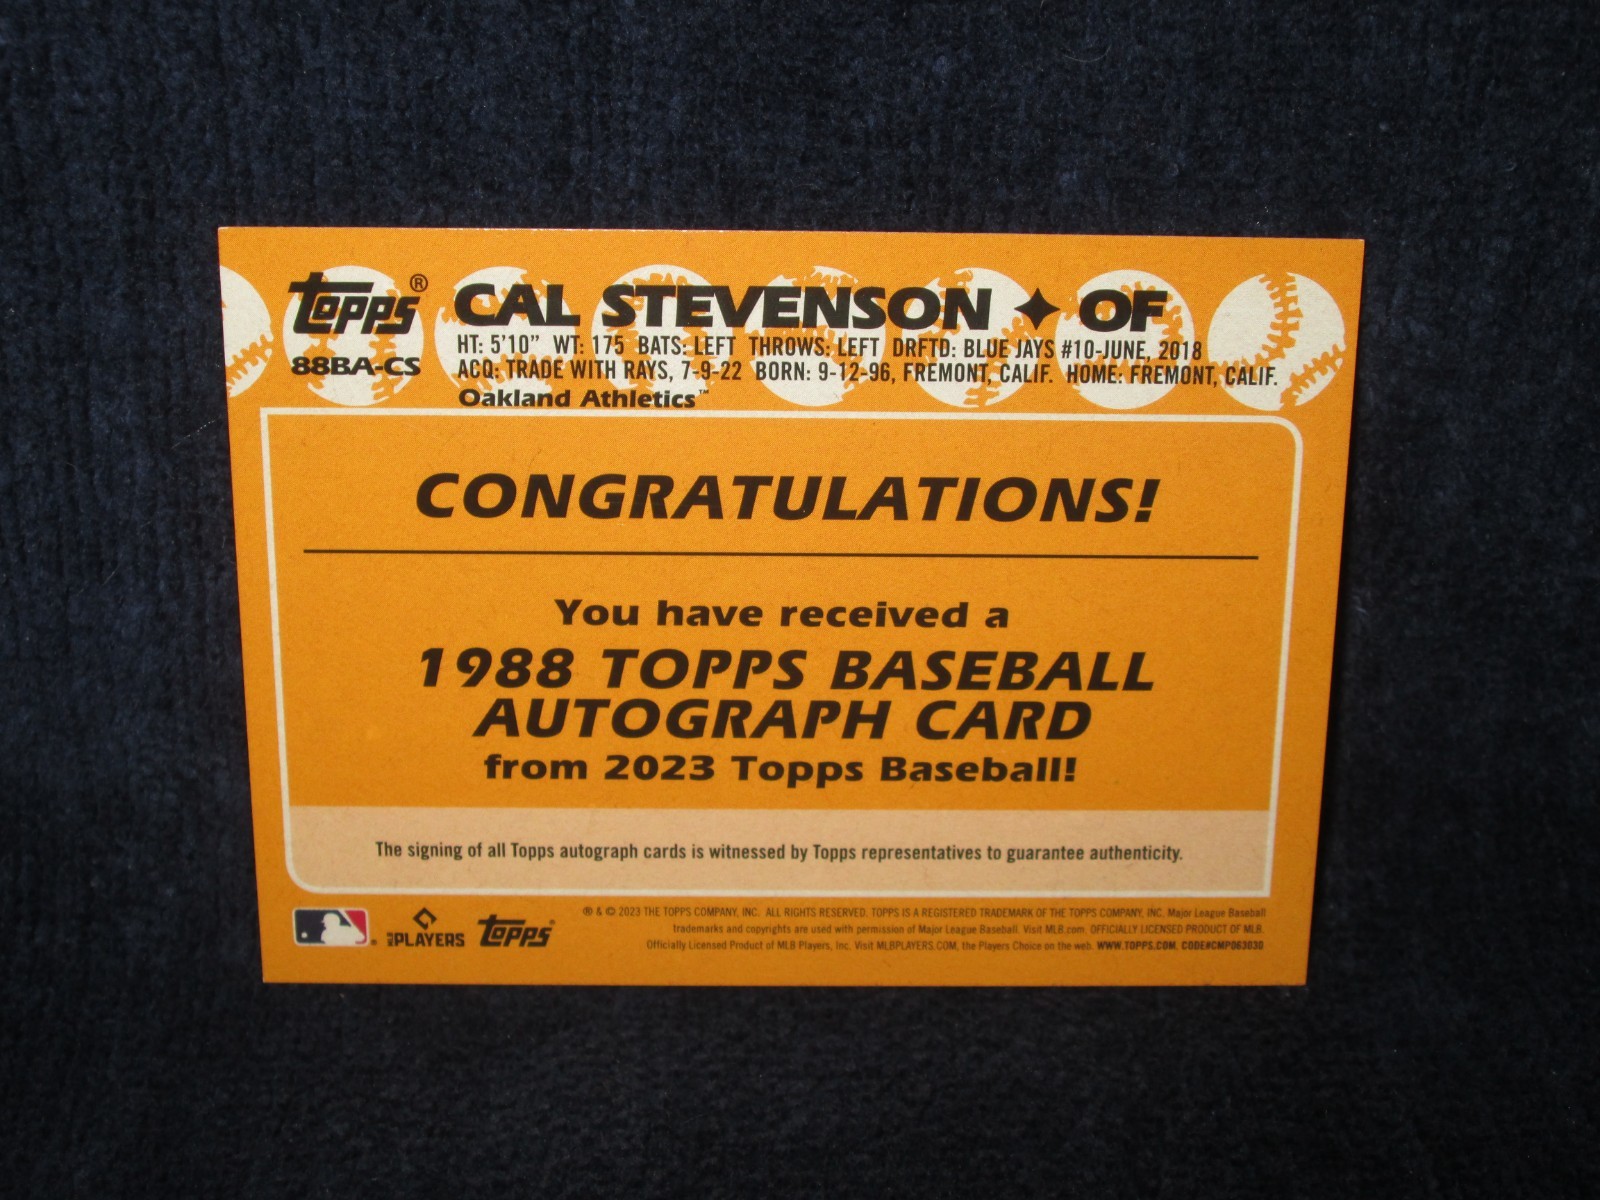 Topps®
88BA-CS
CAL STEVENSON ✦ OF
HT: 5'10" WT: 175 BATS: LEFT THROWS: LEFT DRFTD: BLUE JAYS #10-JUNE, 2018
ACQ: TRADE WITH RAYS, 7-9-22 BORN: 9-12-96, FREMONT, CALIF. HOME: FREMONT, CALIF.
Oakland Athletics™
CONGRATULATIONS!
You have received a
1988 TOPPS BASEBALL
AUTOGRAPH CARD
from 2023 Topps Baseball!
The signing of all Topps autograph cards is witnessed by Topps representatives to guarantee authenticity.
MLB PLAYERS
Topps®
® & © 2023 THE TOPPS COMPANY, INC. ALL RIGHTS RESERVED. TOPPS IS A REGISTERED TRADEMARK OF THE TOPPS COMPANY, INC. Major League Baseball
trademarks and copyrights are used with permission of Major League Baseball. Visit MLB.com. OFFICIALLY LICENSED PRODUCT OF MLB.
Officially Licensed Product of MLB Players, Inc. Visit MLBPLAYERS.COM, the Players Choice on the web. WWW.TOPPS.COM. CODE#CMP063030